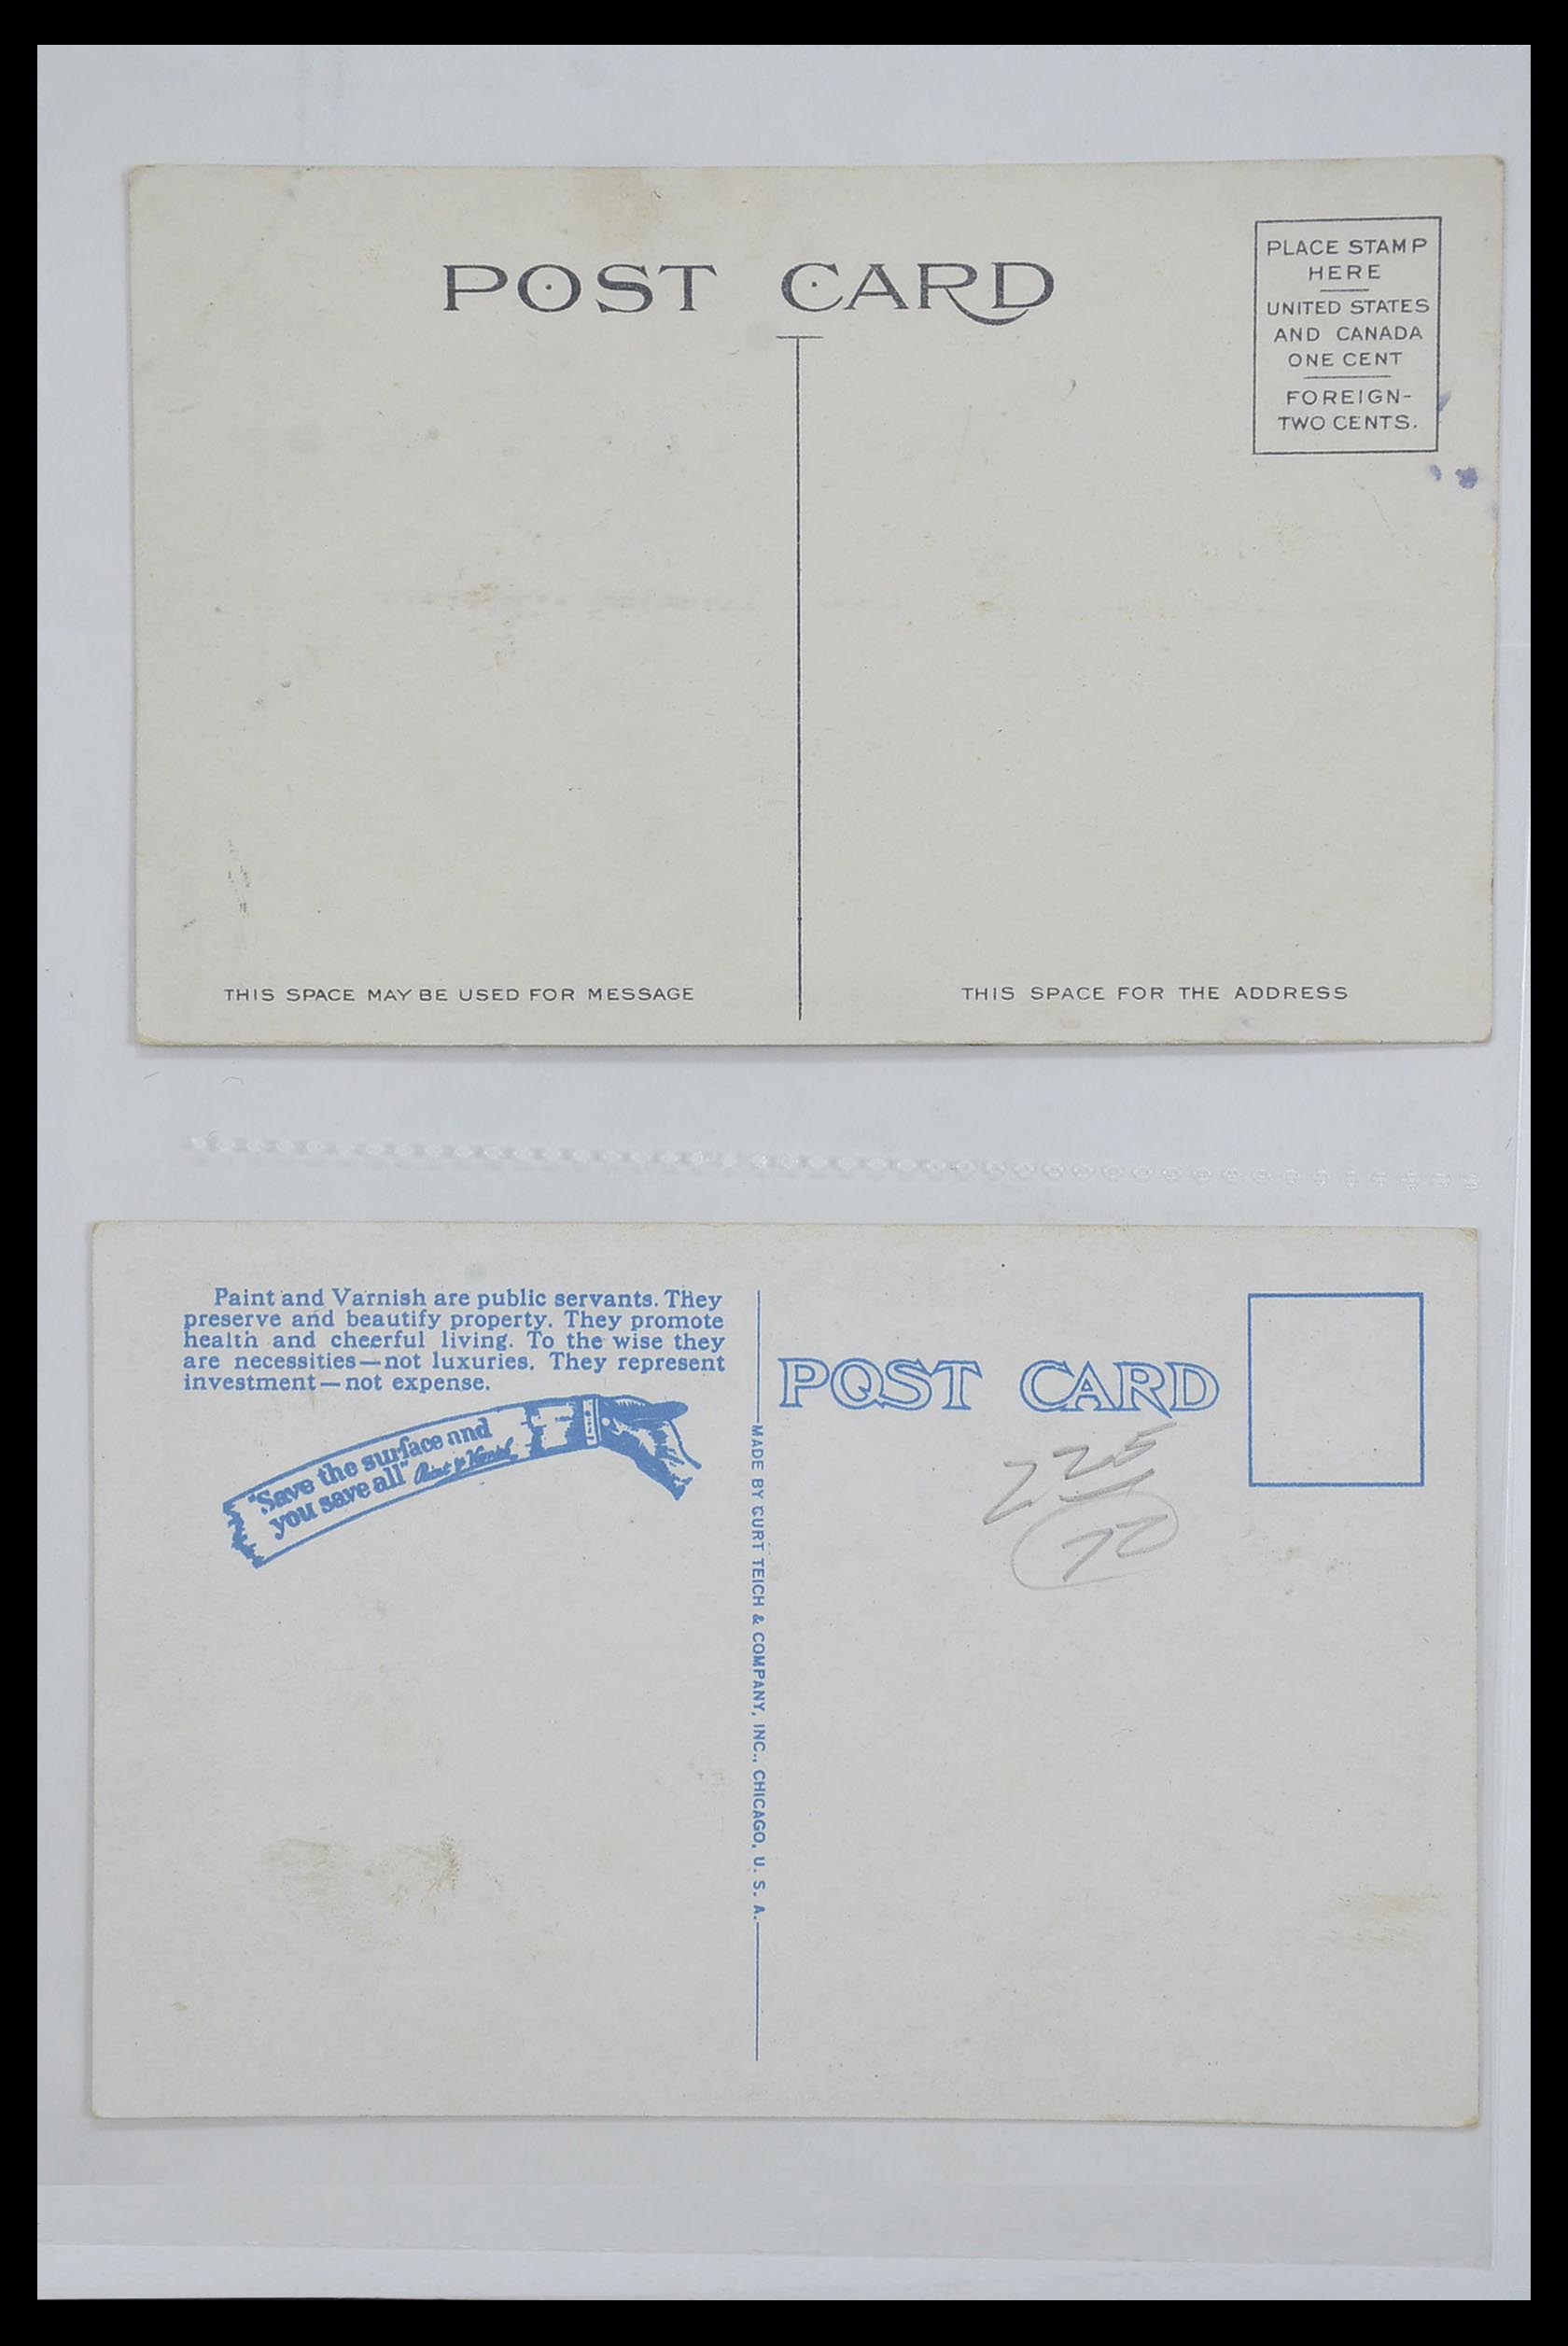 POST CARD
PLACE STAMP
HERE
UNITED STATES
AND CANADA
ONE CENT
FOREIGN-
TWO CENTS.
THIS SPACE MAY BE USED FOR MESSAGE
THIS SPACE FOR THE ADDRESS
Paint and Varnish are public servants. They
preserve and beautify property. They promote
health and cheerful living. To the wise they
are necessities—not luxuries. They represent
investment—not expense.
"Save the surface and
you save all" Paint & Varnish
MADE BY CURT TEICH & COMPANY, INC., CHICAGO, U. S. A.
POST CARD